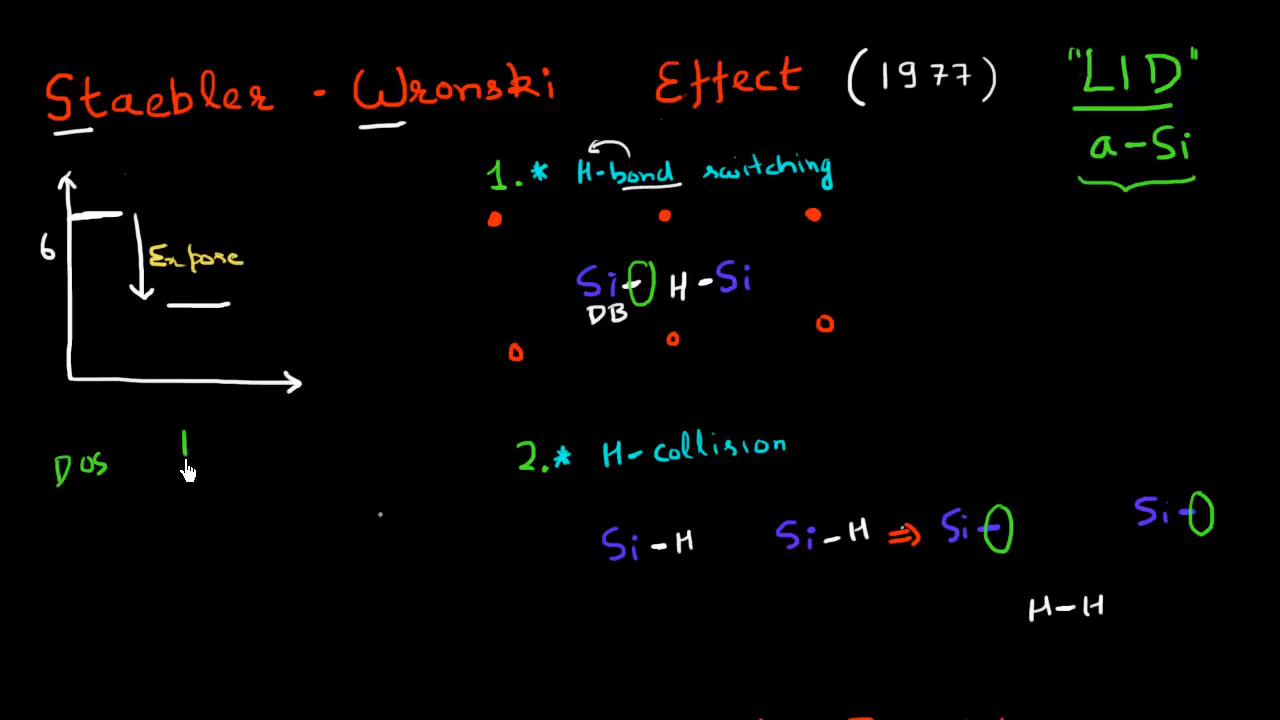 Staebler - Wronski Effect (1977) "LID"
a-Si
1.* H-bond switching
6
Expose
Si- H-Si
DB
DOS
2.* H-collision
Si-H Si-H ⇒ Si- Si-
H-H